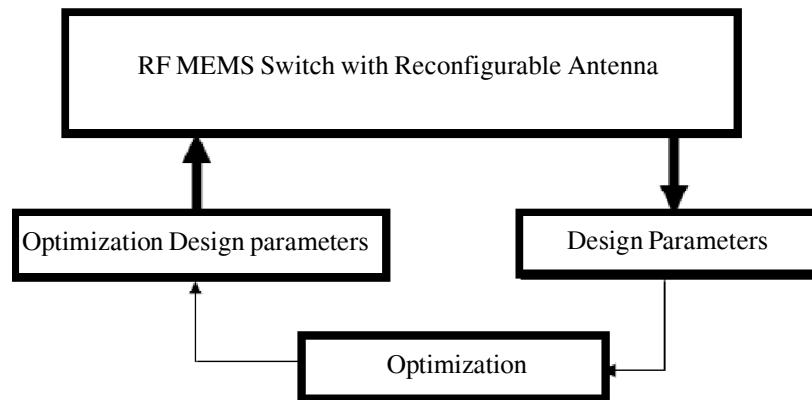 RF MEMS Switch with Reconfigurable Antenna
Optimization Design parameters
Design Parameters
Optimization